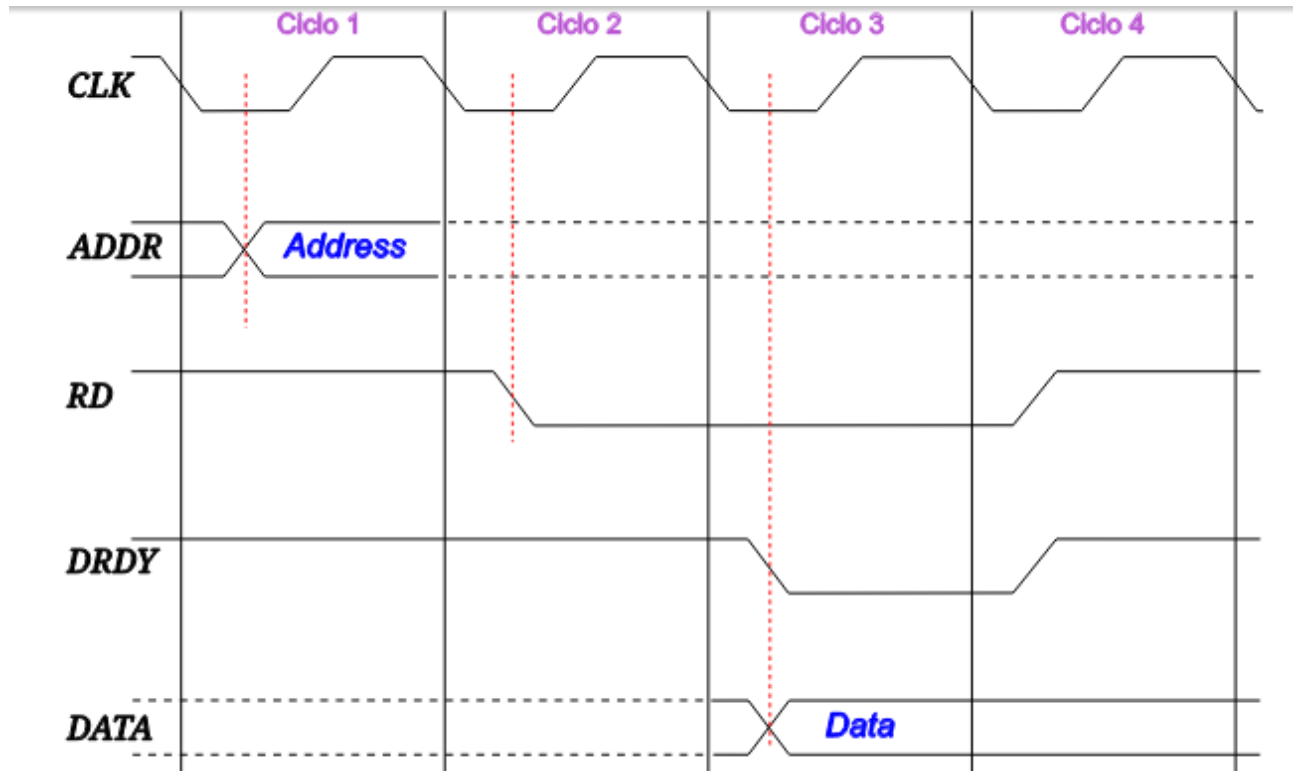 Ciclo 1 Ciclo 2 Ciclo 3 Ciclo 4
CLK
ADDR Address
RD
DRDY
DATA Data